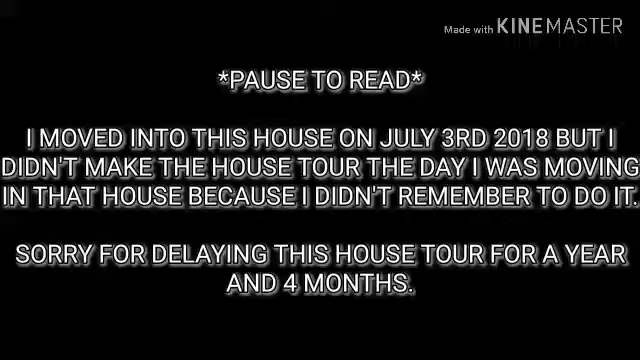 Made with KINEMASTER
*PAUSE TO READ*
I MOVED INTO THIS HOUSE ON JULY 3RD 2018 BUT I
DIDN'T MAKE THE HOUSE TOUR THE DAY I WAS MOVING
IN THAT HOUSE BECAUSE I DIDN'T REMEMBER TO DO IT.
SORRY FOR DELAYING THIS HOUSE TOUR FOR A YEAR
AND 4 MONTHS.